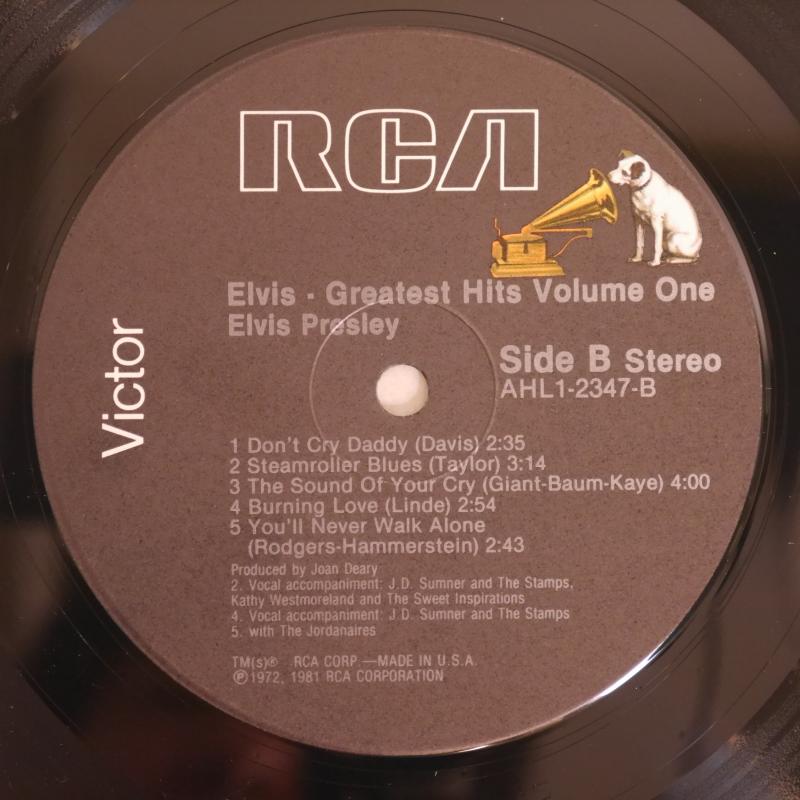 RCA
Elvis · Greatest Hits Volume One
Elvis Presley
Side B Stereo
AHL1-2347-B
Victor
1 Don't Cry Daddy (Davis) 2:35
2 Steamroller Blues (Taylor) 3:14
3 The Sound Of Your Cry (Giant-Baum-Kaye) 4:00
4 Burning Love (Linde) 2:54
5 You'll Never Walk Alone
(Rodgers-Hammerstein) 2:43
Produced by Joan Deary
2. Vocal accompaniment: J.D. Sumner and The Stamps,
Kathy Westmoreland and The Sweet Inspirations
4. Vocal accompaniment: J.D. Sumner and The Stamps
5. with The Jordanaires
TM(s)® RCA CORP.—MADE IN U.S.A.
℗1972, 1981 RCA CORPORATION